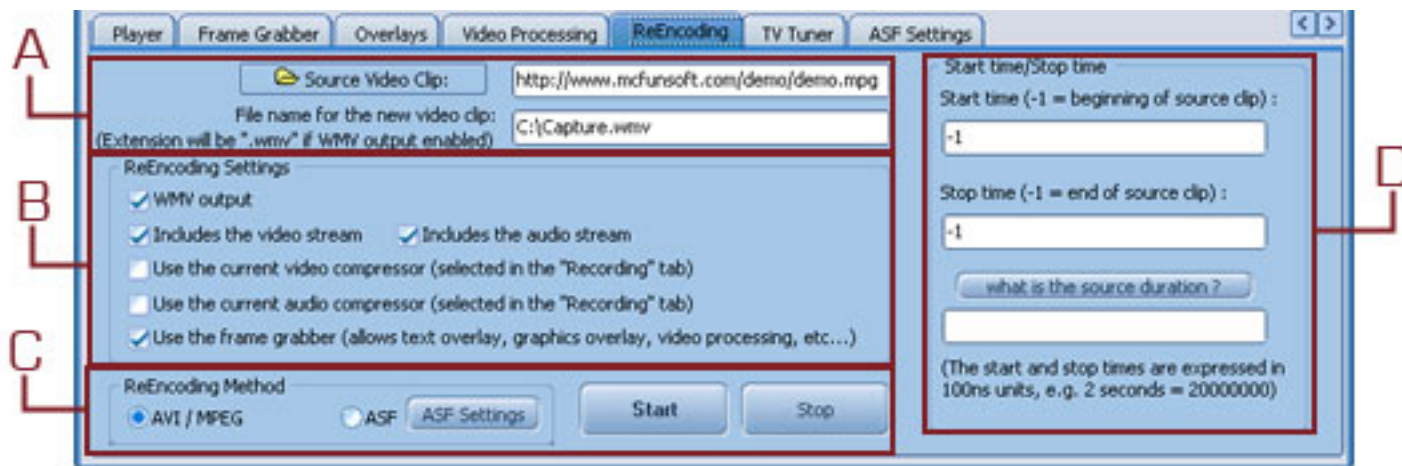 Player Frame Grabber Overlays Video Processing ReEncoding TV Tuner ASF Settings
A
Source Video Clip: http://www.mcfunsoft.com/demo/demo.mpg
File name for the new video clip:
(Extension will be ".wmv" if WMV output enabled)
C:\Capture.wmv
B
ReEncoding Settings
WMV output
Includes the video stream Includes the audio stream
Use the current video compressor (selected in the "Recording" tab)
Use the current audio compressor (selected in the "Recording" tab)
Use the frame grabber (allows text overlay, graphics overlay, video processing, etc...)
C
ReEncoding Method
AVI / MPEG ASF ASF Settings Start Stop
D
Start time/Stop time
Start time (-1 = beginning of source clip) :
-1
Stop time (-1 = end of source clip) :
-1
what is the source duration ?
(The start and stop times are expressed in
100ns units, e.g. 2 seconds = 20000000)